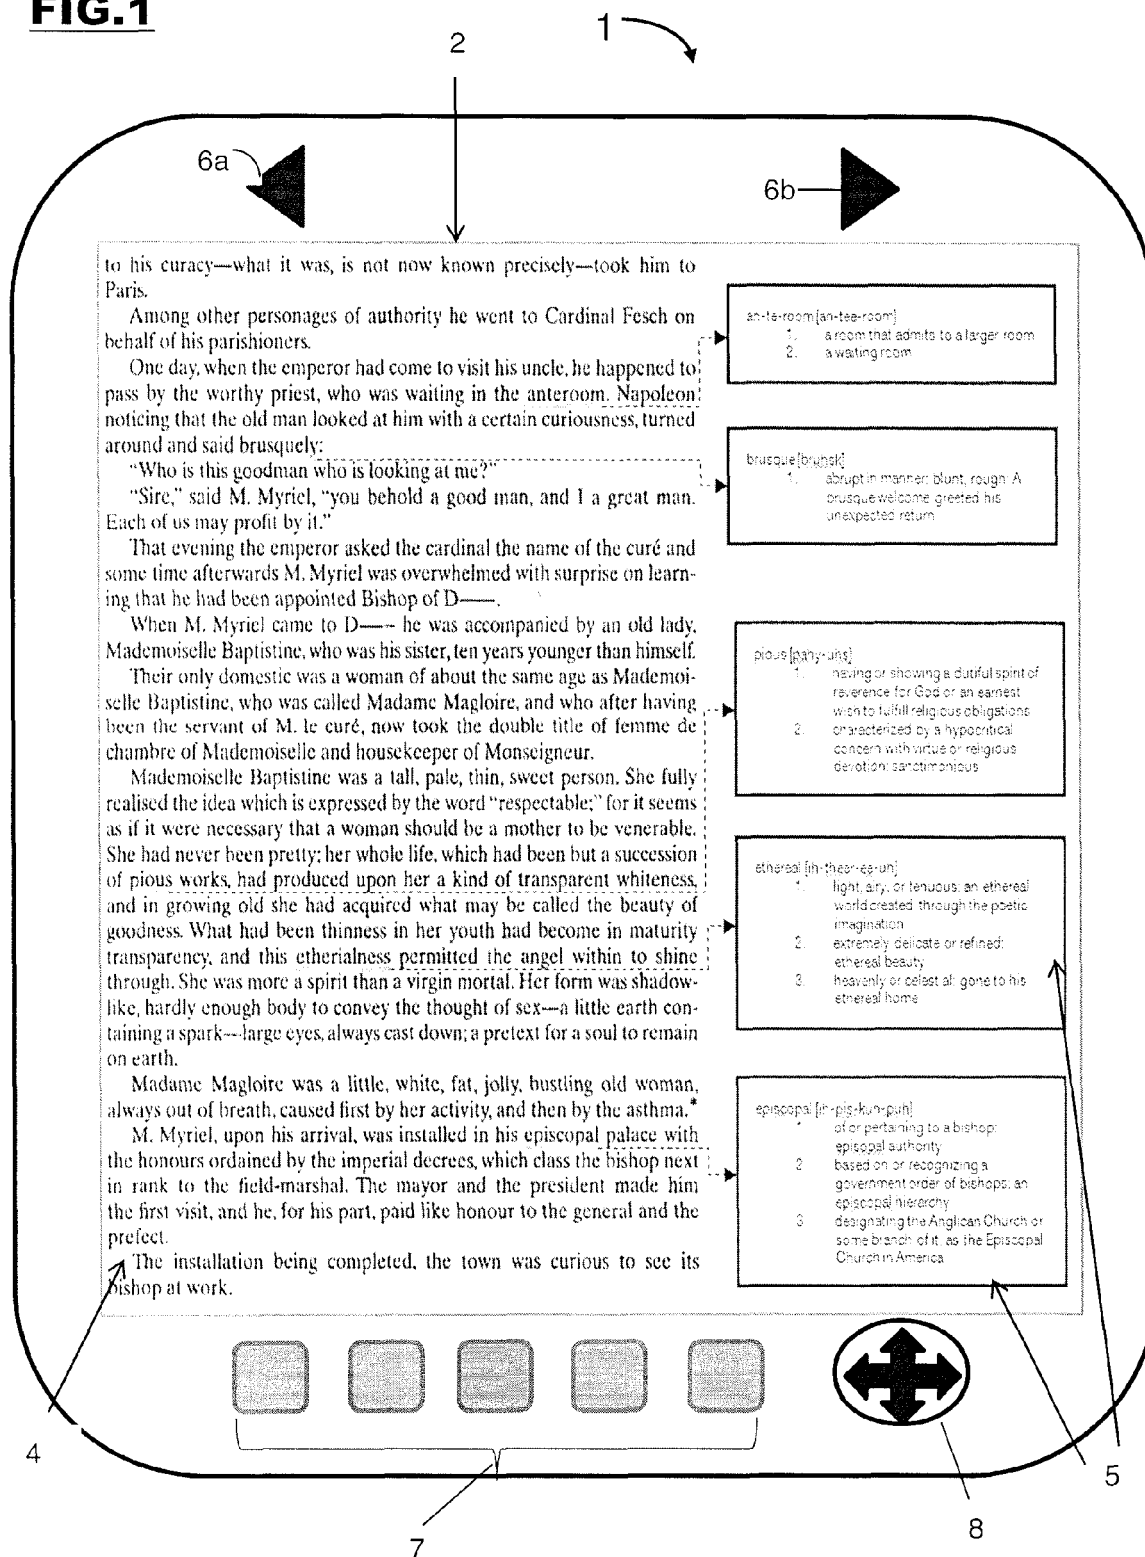 FIG.1
1
2
6a
6b
to his curacy—what it was, is not now known precisely—took him to
Paris.
Among other personages of authority he went to Cardinal Fesch on
behalf of his parishioners.
One day, when the emperor had come to visit his uncle, he happened to
pass by the worthy priest, who was waiting in the anteroom. Napoleon
noticing that the old man looked at him with a certain curiousness, turned
around and said brusquely:
“Who is this goodman who is looking at me?”
“Sire,” said M. Myriel, “you behold a good man, and I a great man.
Each of us may profit by it.”
That evening the emperor asked the cardinal the name of the curé and
some time afterwards M. Myriel was overwhelmed with surprise on learn-
ing that he had been appointed Bishop of D——.
When M. Myriel came to D—— he was accompanied by an old lady,
Mademoiselle Baptistine, who was his sister, ten years younger than himself.
Their only domestic was a woman of about the same age as Mademoi-
selle Baptistine, who was called Madame Magloire, and who after having
been the servant of M. le curé, now took the double title of femme de
chambre of Mademoiselle and housekeeper of Monseigneur.
Mademoiselle Baptistine was a tall, pale, thin, sweet person. She fully
realised the idea which is expressed by the word “respectable;” for it seems
as if it were necessary that a woman should be a mother to be venerable.
She had never been pretty; her whole life, which had been but a succession
of pious works, had produced upon her a kind of transparent whiteness,
and in growing old she had acquired what may be called the beauty of
goodness. What had been thinness in her youth had become in maturity
transparency, and this etherialness permitted the angel within to shine
through. She was more a spirit than a virgin mortal. Her form was shadow-
like, hardly enough body to convey the thought of sex—a little earth con-
taining a spark—large eyes, always cast down; a pretext for a soul to remain
on earth.
Madame Magloire was a little, white, fat, jolly, bustling old woman,
always out of breath, caused first by her activity, and then by the asthma.*
M. Myriel, upon his arrival, was installed in his episcopal palace with
the honours ordained by the imperial decrees, which class the bishop next
in rank to the field-marshal. The mayor and the president made him
the first visit, and he, for his part, paid like honour to the general and the
prefect.
The installation being completed, the town was curious to see its
bishop at work.
an-te-room [an-tee-room]
1. a room that admits to a larger room
2. a waiting room
brusque [bruhsk]
1. abrupt in manner; blunt, rough: A
brusque welcome greeted his
unexpected return
pious [pahy-uhs]
1. having or showing a dutiful spirit of
reverence for God or an earnest
wish to fulfill religious obligations
2. characterized by a hypocritical
concern with virtue or religious
devotion; sanctimonious
ethereal [ih-theer-ee-uh]
1. light, airy, or tenuous: an ethereal
world created through the poetic
imagination
2. extremely delicate or refined:
ethereal beauty
3. heavenly or celestial: gone to his
ethereal home
episcopal [ih-pis-kuh-puh]
1. of or pertaining to a bishop:
episcopal authority
2. based on or recognizing a
government order of bishops: an
episcopal hierarchy
3. designating the Anglican Church or
some branch of it, as the Episcopal
Church in America
4
5
7
8